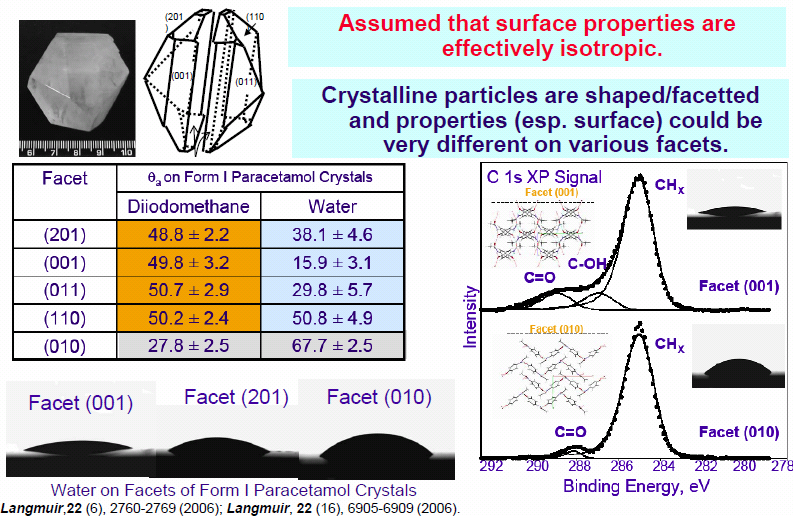 Assumed that surface properties are
effectively isotropic.
(201
)
(110
(001)
(011)
6 7 8 9 10
Crystalline particles are shaped/facetted
and properties (esp. surface) could be
very different on various facets.
Facet θa on Form I Paracetamol Crystals
Diiodomethane Water
(201) 48.8 ± 2.2 38.1 ± 4.6
(001) 49.8 ± 3.2 15.9 ± 3.1
(011) 50.7 ± 2.9 29.8 ± 5.7
(110) 50.2 ± 2.4 50.8 ± 4.9
(010) 27.8 ± 2.5 67.7 ± 2.5
C 1s XP Signal
Facet (001)
CHX
C-OH
C=O
Facet (001)
Intensity
Facet (010)
CHX
C=O
Facet (010)
292 290 288 286 284 282 280 278
Binding Energy, eV
Facet (001) Facet (201) Facet (010)
Water on Facets of Form I Paracetamol Crystals
Langmuir,22 (6), 2760-2769 (2006); Langmuir, 22 (16), 6905-6909 (2006).